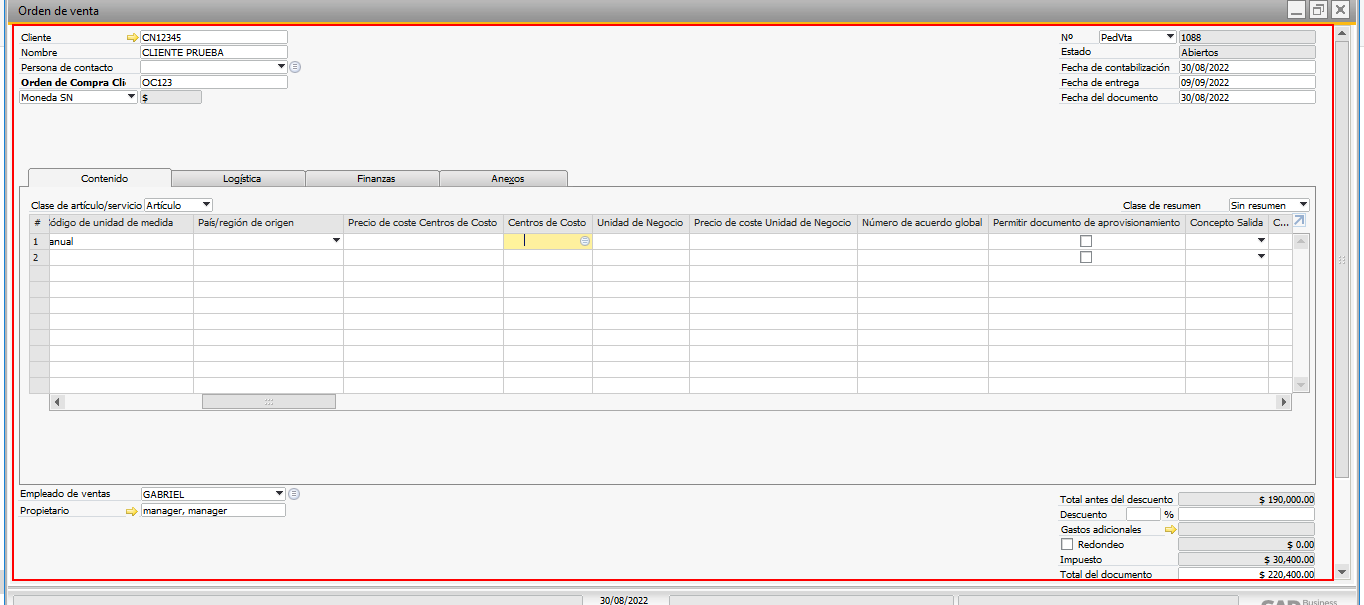 Orden de venta
Cliente CN12345
Nombre CLIENTE PRUEBA
Persona de contacto
Orden de Compra Cli OC123
Moneda SN $
Nº PedVta 1088
Estado Abiertos
Fecha de contabilización 30/08/2022
Fecha de entrega 09/09/2022
Fecha del documento 30/08/2022
Contenido Logística Finanzas Anexos
Clase de artículo/servicio Artículo Clase de resumen Sin resumen
# ódigo de unidad de medida País/región de origen Precio de coste Centros de Costo Centros de Costo Unidad de Negocio Precio de coste Unidad de Negocio Número de acuerdo global Permitir documento de aprovisionamiento Concepto Salida C...
1 anual
2
Empleado de ventas GABRIEL
Propietario manager, manager
Total antes del descuento $ 190,000.00
Descuento %
Gastos adicionales
Redondeo $ 0.00
Impuesto $ 30,400.00
Total del documento $ 220,400.00
30/08/2022
SAP Business